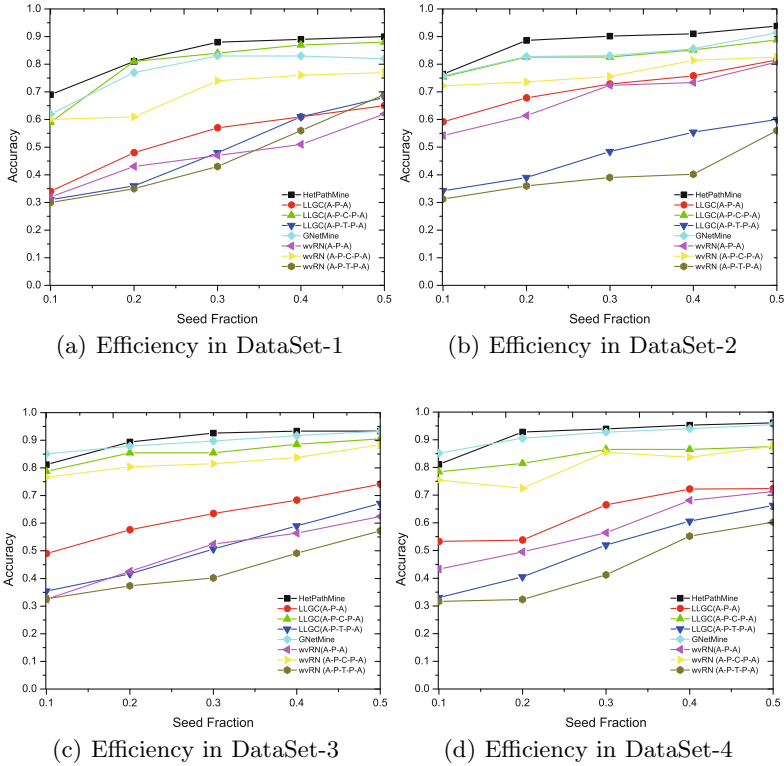 1.0
0.9
0.8
0.7
0.6
0.5
0.4
0.3
0.2
0.1
0.0
Accuracy
HetPathMine
LLGC(A-P-A)
LLGC(A-P-C-P-A)
LLGC(A-P-T-P-A)
GNetMine
wvRN(A-P-A)
wvRN (A-P-C-P-A)
wvRN (A-P-T-P-A)
0.1 0.2 0.3 0.4 0.5
Seed Fraction
(a) Efficiency in DataSet-1
1.0
0.9
0.8
0.7
0.6
0.5
0.4
0.3
0.2
0.1
0.0
Accuracy
HetPathMine
LLGC(A-P-A)
LLGC(A-P-C-P-A)
LLGC(A-P-T-P-A)
GNetMine
wvRN(A-P-A)
wvRN (A-P-C-P-A)
wvRN (A-P-T-P-A)
0.1 0.2 0.3 0.4 0.5
Seed Fraction
(b) Efficiency in DataSet-2
1.0
0.9
0.8
0.7
0.6
0.5
0.4
0.3
0.2
0.1
0.0
Accuracy
HetPathMine
LLGC(A-P-A)
LLGC(A-P-C-P-A)
LLGC(A-P-T-P-A)
GNetMine
wvRN(A-P-A)
wvRN (A-P-C-P-A)
wvRN (A-P-T-P-A)
0.1 0.2 0.3 0.4 0.5
Seed Fraction
(c) Efficiency in DataSet-3
1.0
0.9
0.8
0.7
0.6
0.5
0.4
0.3
0.2
0.1
0.0
Accuracy
HetPathMine
LLGC(A-P-A)
LLGC(A-P-C-P-A)
LLGC(A-P-T-P-A)
GNetMine
wvRN(A-P-A)
wvRN (A-P-C-P-A)
wvRN (A-P-T-P-A)
0.1 0.2 0.3 0.4 0.5
Seed Fraction
(d) Efficiency in DataSet-4